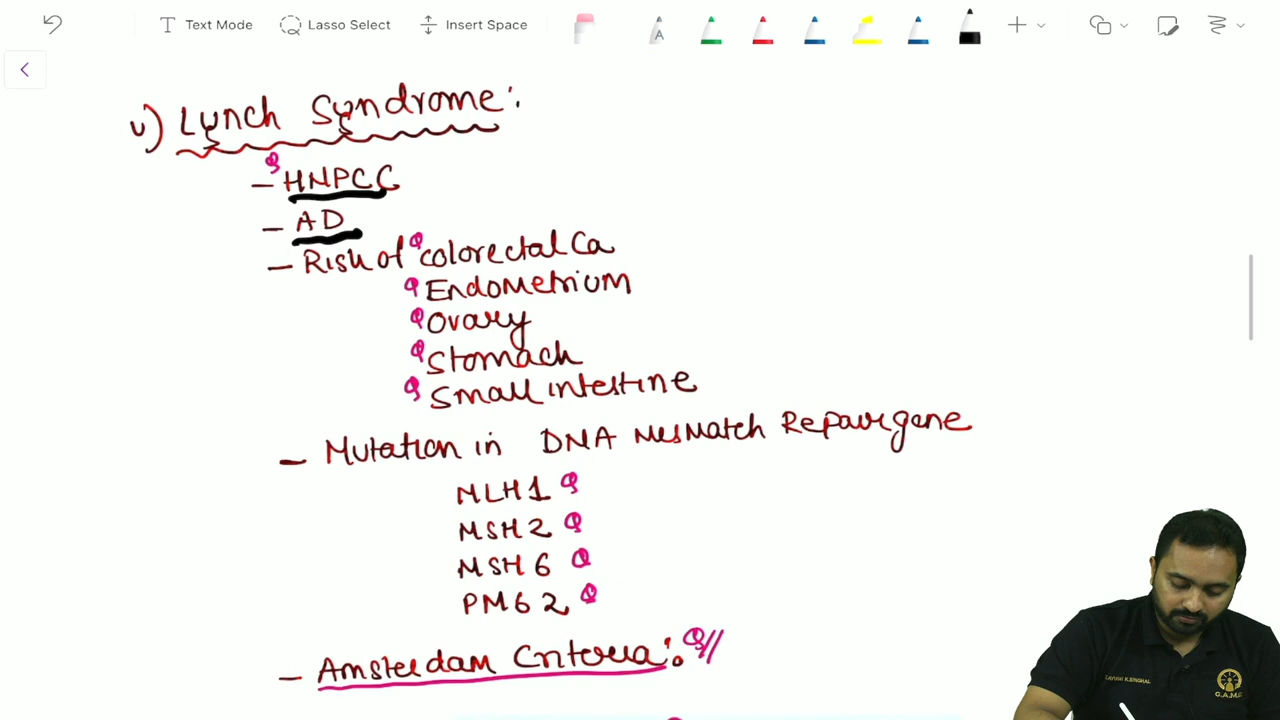 Text Mode Lasso Select Insert Space
v) Lynch Syndrome:
- HNPCC
- AD
- Risk of colorectal Ca
Endometrium
Ovary
Stomach
Small intestine
- Mutation in DNA Mismatch Repair gene
MLH1
MSH2
MSH6
PM62
- Amsterdam Criteria:
G.A.M.S